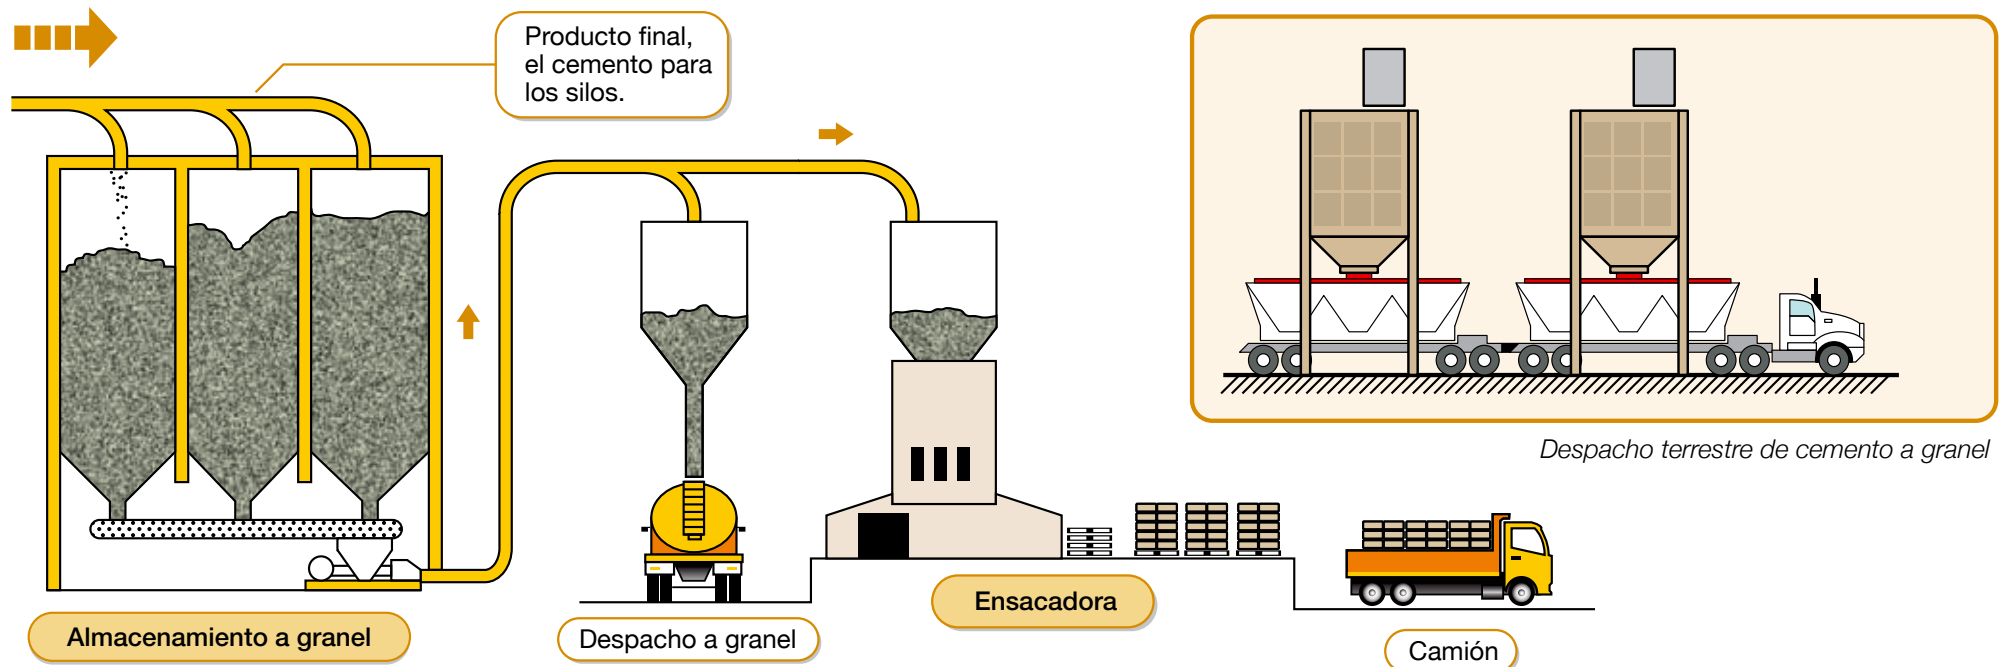 Producto final,
el cemento para
los silos.
Despacho terrestre de cemento a granel
Almacenamiento a granel
Despacho a granel
Ensacadora
Camión